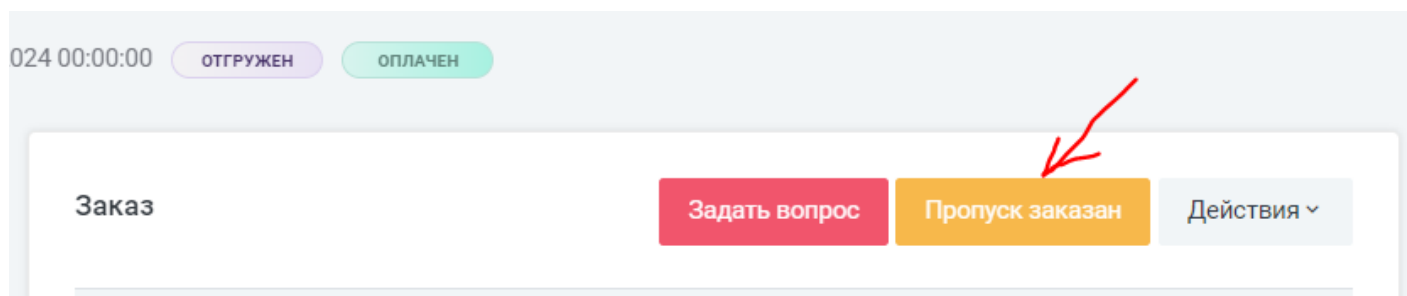 024 00:00:00 ОТГРУЖЕН ОПЛАЧЕН
Заказ Задать вопрос Пропуск заказан Действия